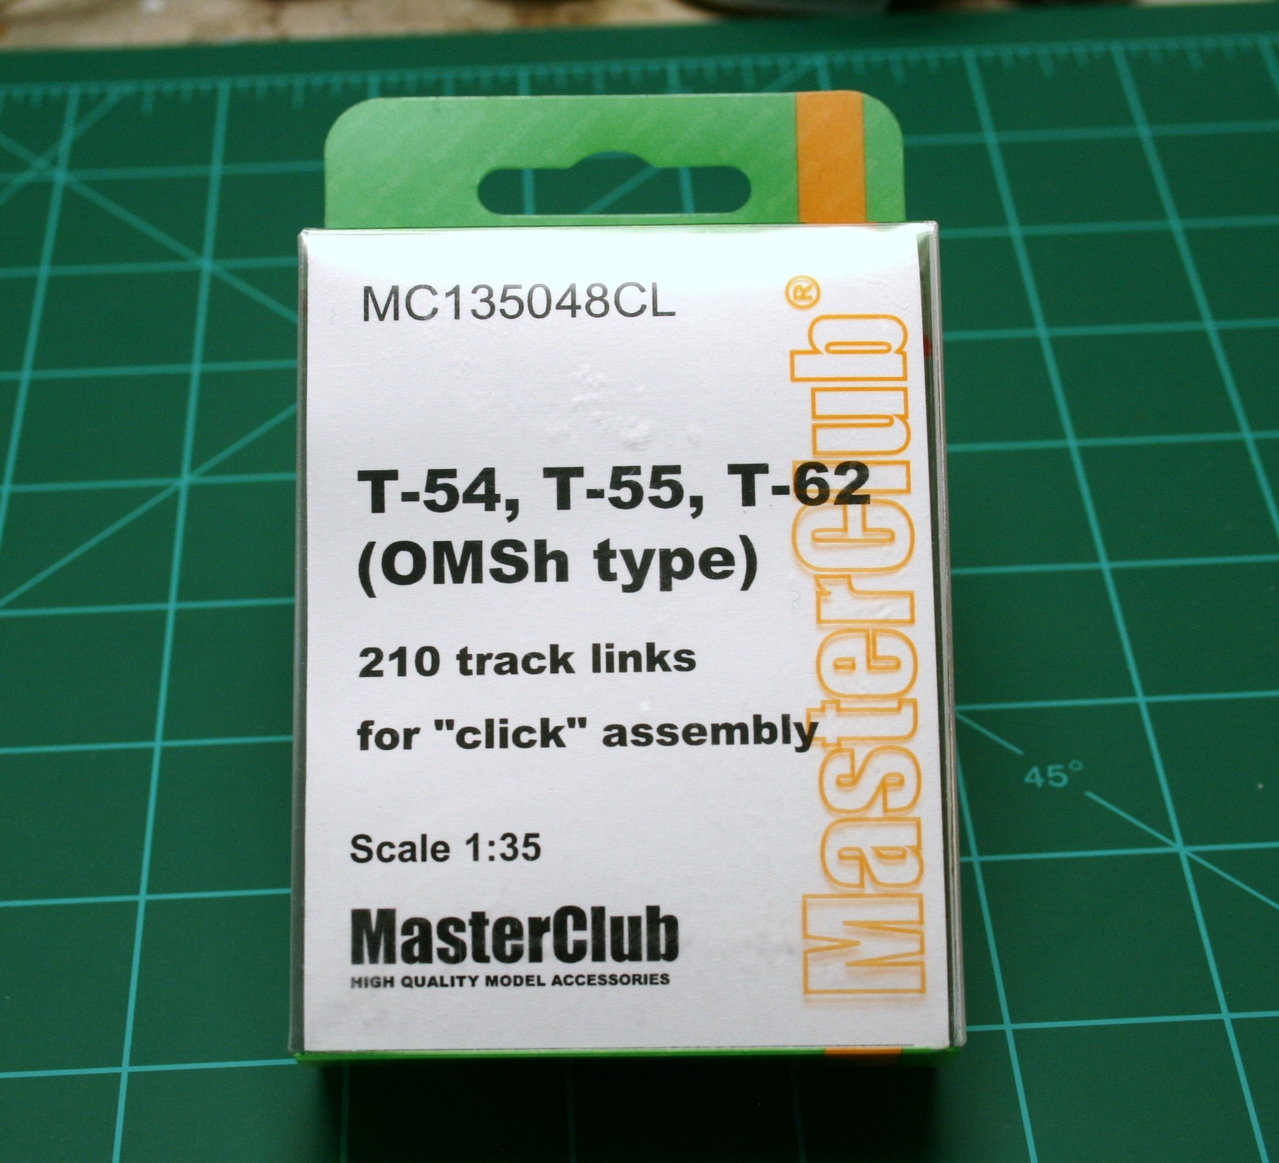 MC135048CL
MasterClub®
T-54, T-55, T-62
(OMSh type)
210 track links
for "click" assembly
Scale 1:35
MasterClub
HIGH QUALITY MODEL ACCESSORIES
45°